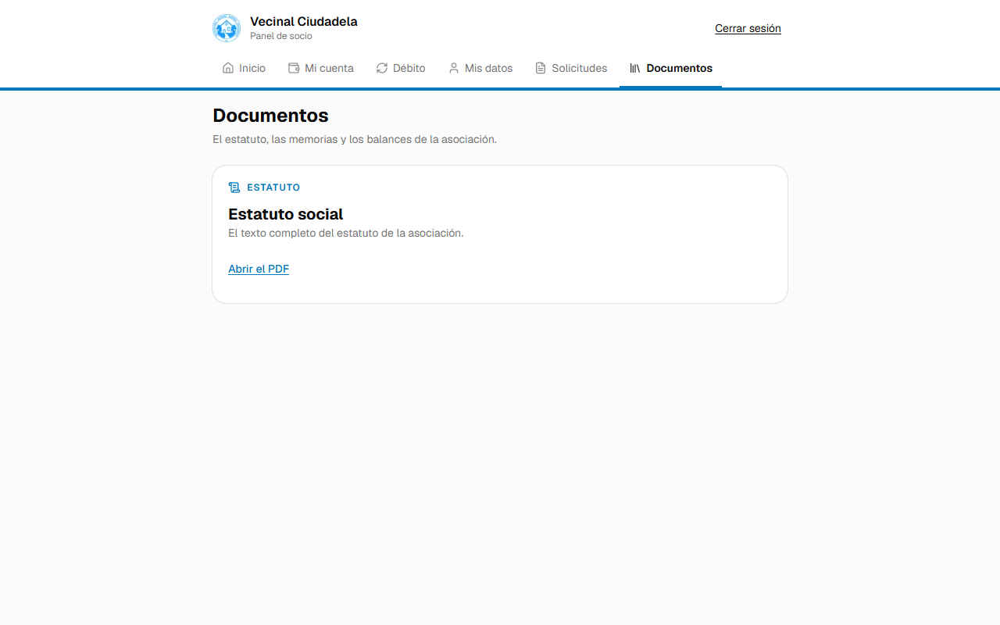 Vecinal Ciudadela
Panel de socio
Cerrar sesión
Inicio
Mi cuenta
Débito
Mis datos
Solicitudes
Documentos
Documentos
El estatuto, las memorias y los balances de la asociación.
ESTATUTO
Estatuto social
El texto completo del estatuto de la asociación.
Abrir el PDF